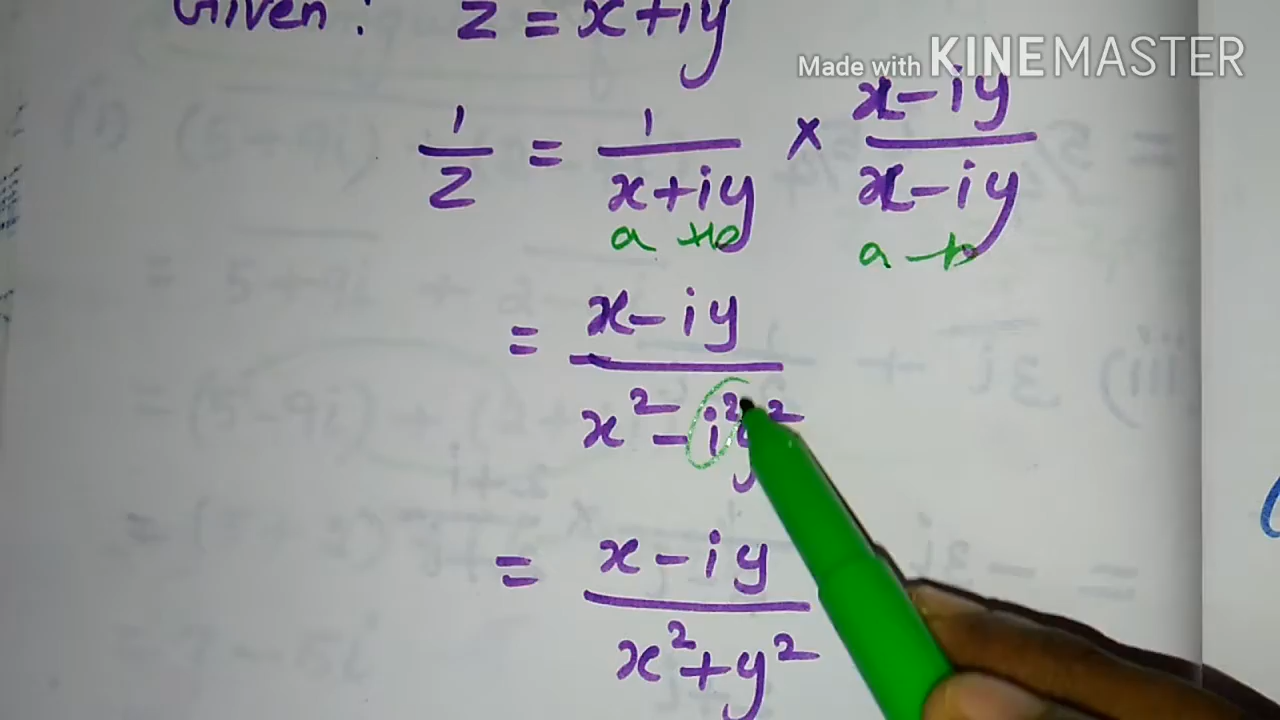 Given: z = x+iy
Made with KINEMASTER
1/z = 1/(x+iy) × (x-iy)/(x-iy)
a +b a -b
= (x-iy)/(x²-i²y²)
= (x-iy)/(x²+y²)